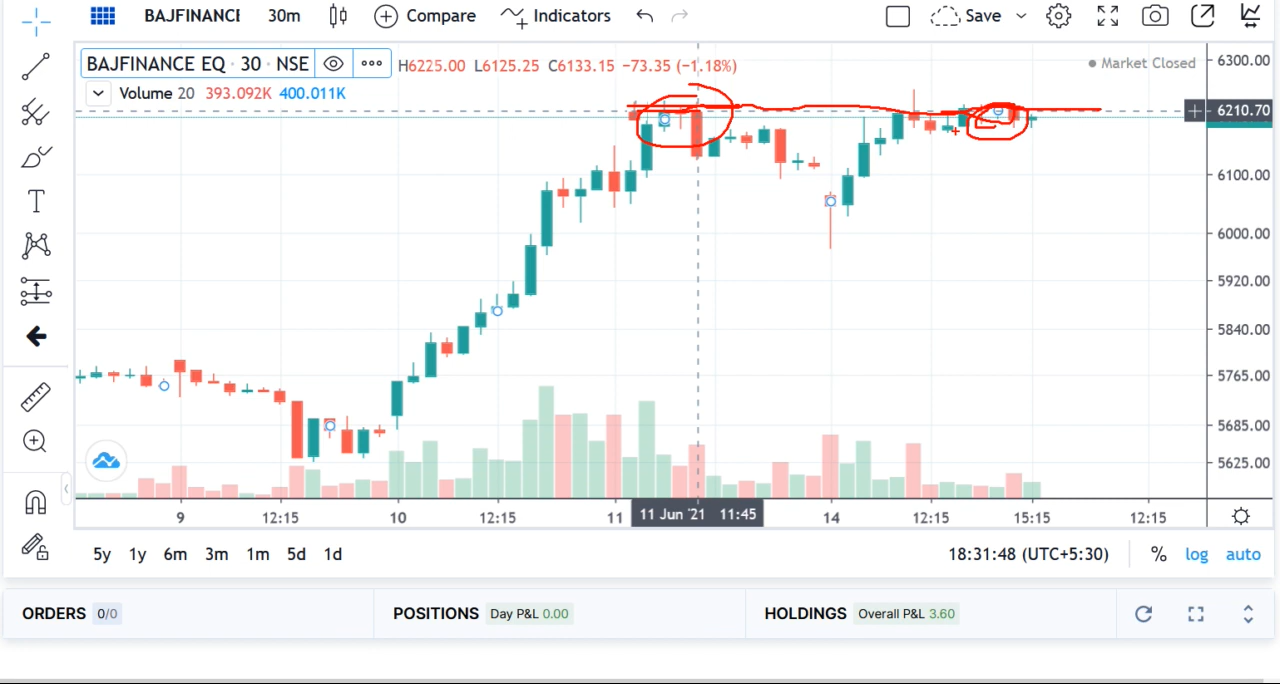 BAJFINANCE 30m Compare Indicators Save
BAJFINANCE EQ · 30 · NSE H6225.00 L6125.25 C6133.15 −73.35 (−1.18%)
Market Closed
Volume 20 393.092K 400.011K
6300.00
6210.70
6100.00
6000.00
5920.00
5840.00
5765.00
5685.00
5625.00
9 12:15 10 12:15 11 11 Jun '21 11:45 14 12:15 15:15 12:15
5y 1y 6m 3m 1m 5d 1d 18:31:48 (UTC+5:30) % log auto
ORDERS 0/0 POSITIONS Day P&L 0.00 HOLDINGS Overall P&L 3.60